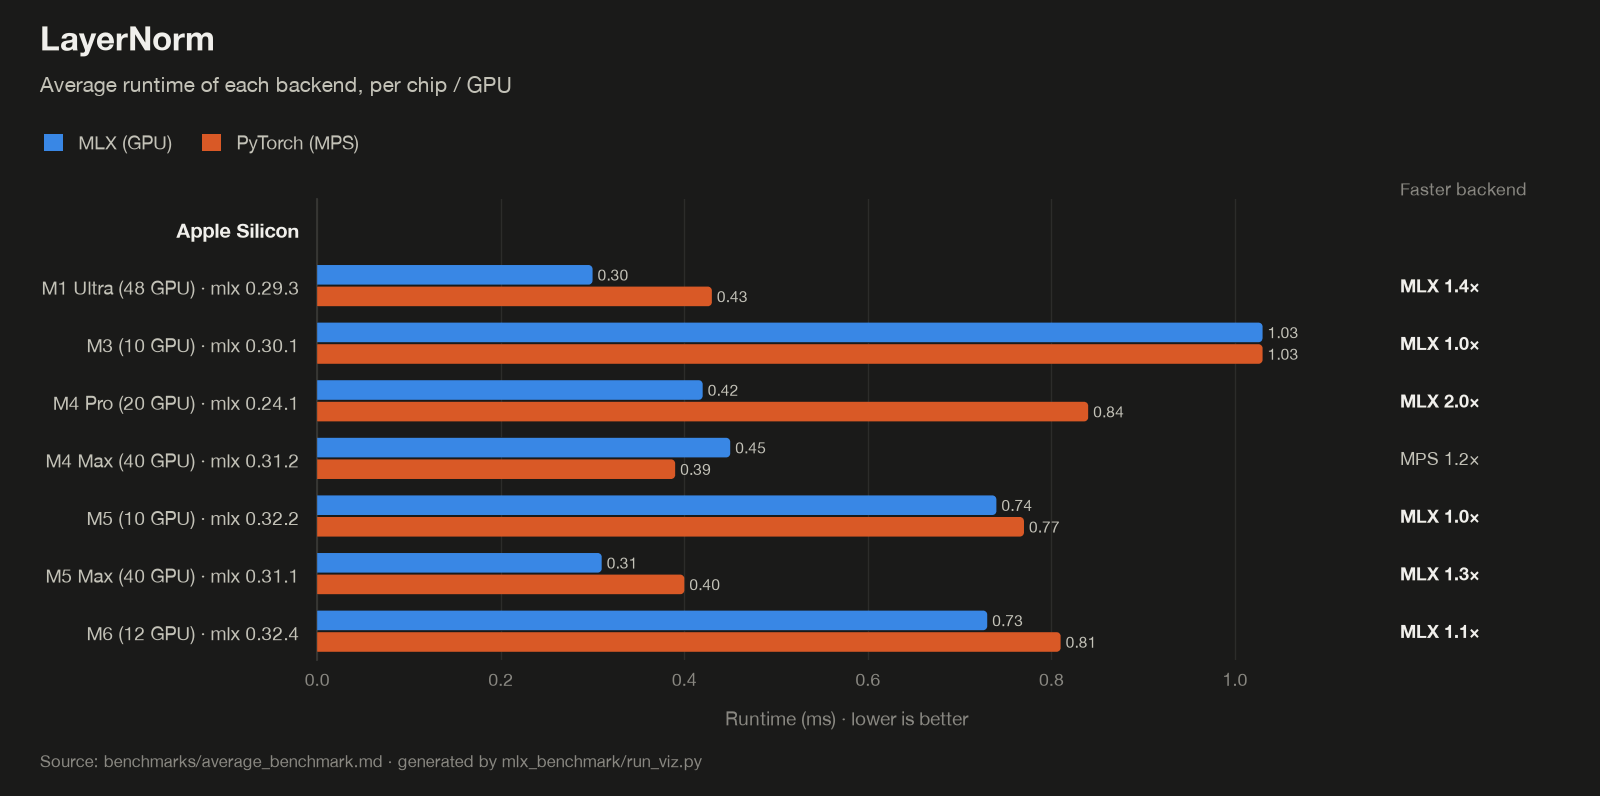 LayerNorm
Average runtime of each backend, per chip / GPU
MLX (GPU) PyTorch (MPS)
Faster backend
Apple Silicon
M1 Ultra (48 GPU) · mlx 0.29.3 0.30 0.43 MLX 1.4×
M3 (10 GPU) · mlx 0.30.1 1.03 1.03 MLX 1.0×
M4 Pro (20 GPU) · mlx 0.24.1 0.42 0.84 MLX 2.0×
M4 Max (40 GPU) · mlx 0.31.2 0.45 0.39 MPS 1.2×
M5 (10 GPU) · mlx 0.32.2 0.74 0.77 MLX 1.0×
M5 Max (40 GPU) · mlx 0.31.1 0.31 0.40 MLX 1.3×
M6 (12 GPU) · mlx 0.32.4 0.73 0.81 MLX 1.1×
0.0 0.2 0.4 0.6 0.8 1.0
Runtime (ms) · lower is better
Source: benchmarks/average_benchmark.md · generated by mlx_benchmark/run_viz.py